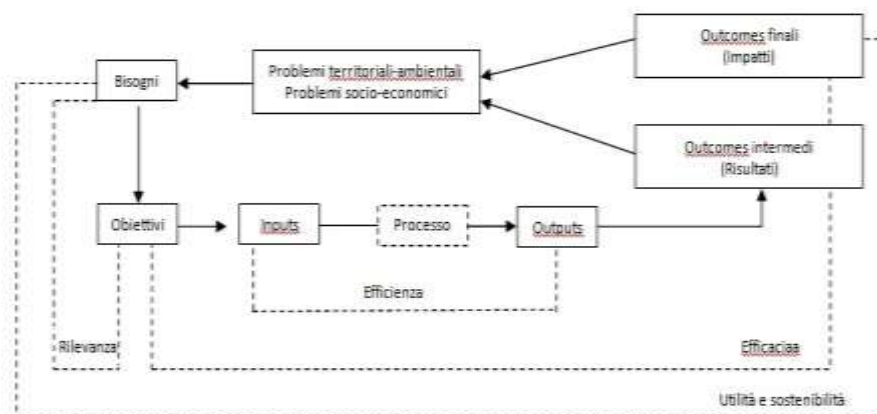 Outcomes finali
(Impatti)
Problemi territoriali-ambientali
Problemi socio-economici
Bisogni
Outcomes intermedi
(Risultati)
Obiettivi
Inputs
Processo
Outputs
Efficienza
Rilevanza
Efficaciaa
Utilità e sostenibilità